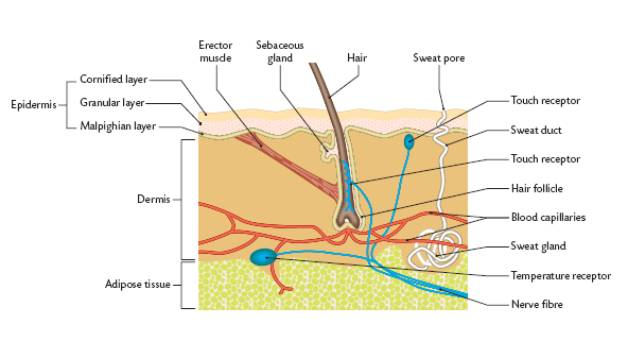 Erector
muscle
Sebaceous
gland
Hair
Sweat pore
Epidermis
Cornified layer
Granular layer
Malpighian layer
Dermis
Adipose tissue
Touch receptor
Sweat duct
Touch receptor
Hair follicle
Blood capillaries
Sweat gland
Temperature receptor
Nerve fibre